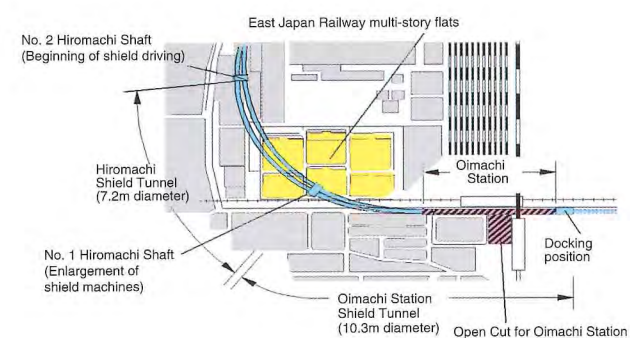 East Japan Railway multi-story flats
No. 2 Hiromachi Shaft
(Beginning of shield driving)
Oimachi
Station
Hiromachi
Shield Tunnel
(7.2m diameter)
Docking
position
No. 1 Hiromachi Shaft
(Enlargement of
shield machines)
Oimachi Station
Shield Tunnel
(10.3m diameter)
Open Cut for Oimachi Station